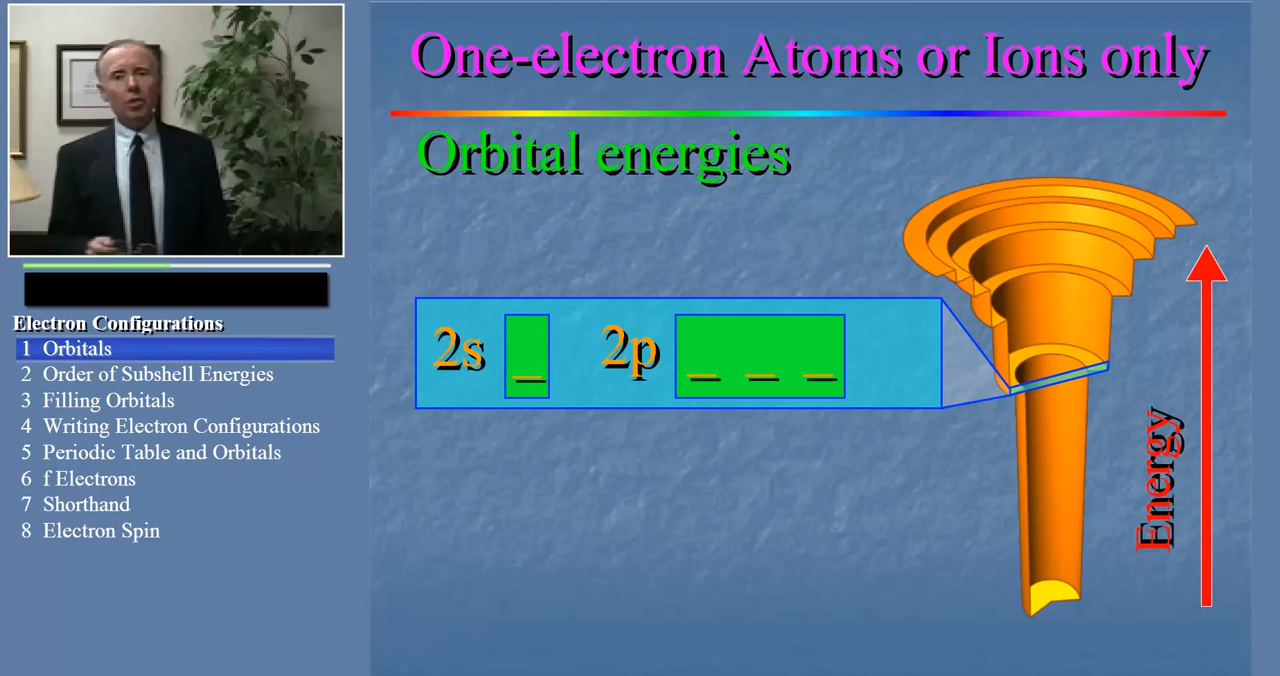 One-electron Atoms or Ions only
Orbital energies
2s
2p
Energy
Electron Configurations
1 Orbitals
2 Order of Subshell Energies
3 Filling Orbitals
4 Writing Electron Configurations
5 Periodic Table and Orbitals
6 f Electrons
7 Shorthand
8 Electron Spin